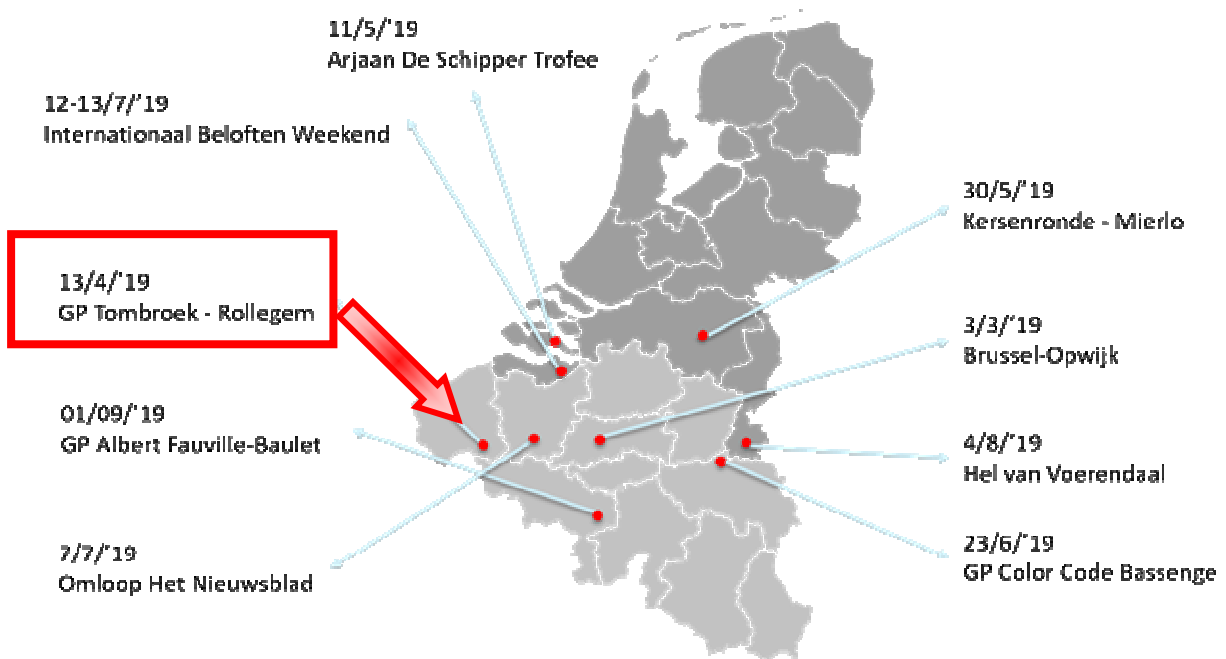 11/5/'19
Arjaan De Schipper Trofee
12-13/7/'19
Internationaal Beloften Weekend
30/5/'19
Kersenronde - Mierlo
13/4/'19
GP Tombroek - Rollegem
3/3/'19
Brussel-Opwijk
01/09/'19
GP Albert Fauville-Baulet
4/8/'19
Hel van Voerendaal
7/7/'19
Omloop Het Nieuwsblad
23/6/'19
GP Color Code Bassenge